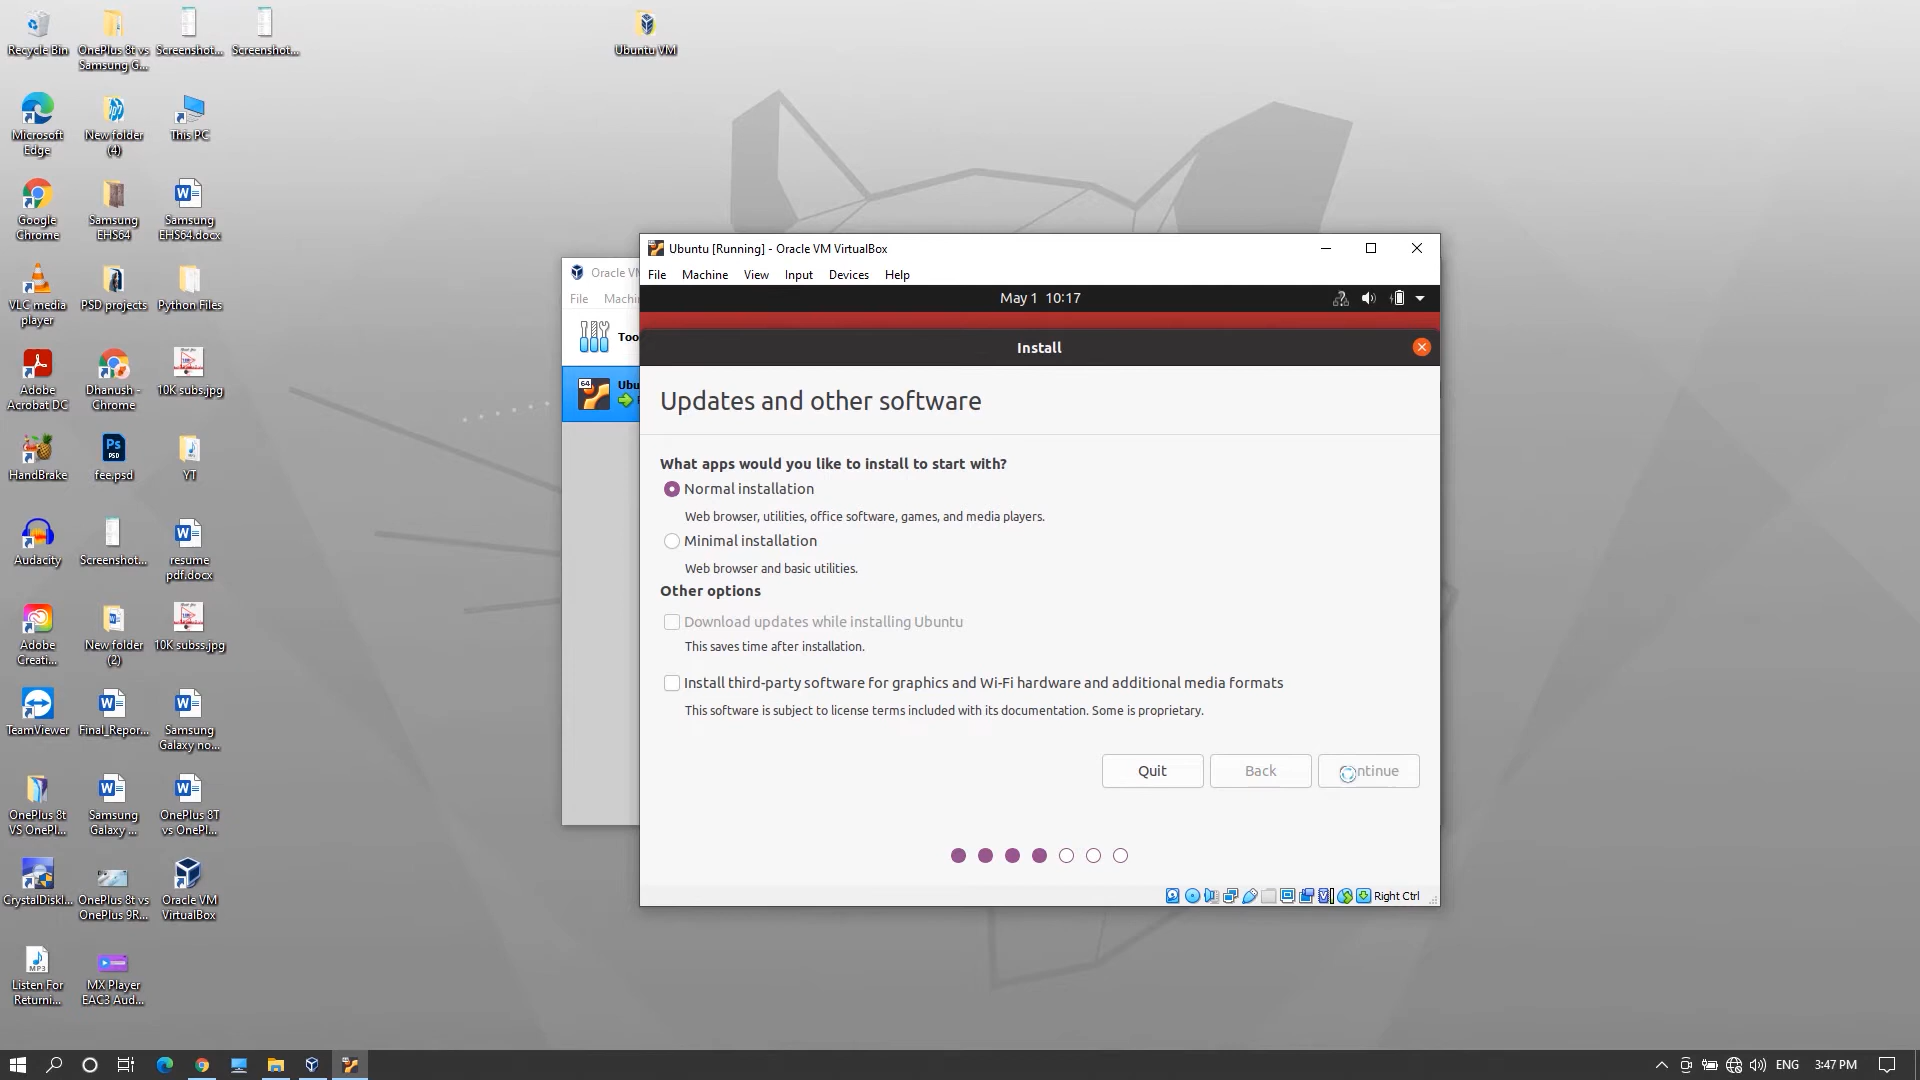 Recycle Bin
OnePlus 8t vs
Samsung G...
Screenshot...
Screenshot...
Ubuntu VM
Microsoft
Edge
New folder
(4)
This PC
Google
Chrome
Samsung
EHS64
Samsung
EHS64.docx
VLC media
player
PSD projects
Python Files
Adobe
Acrobat DC
Dhanush -
Chrome
10K subs.jpg
HandBrake
fee.psd
YT
Audacity
Screenshot...
resume
pdf.docx
Adobe
Creati...
New folder
(2)
10K subss.jpg
TeamViewer
Final_Repor...
Samsung
Galaxy no...
OnePlus 8t
VS OnePl...
Samsung
Galaxy ...
OnePlus 8T
vs OnePl...
CrystalDiskI...
OnePlus 8t vs
OnePlus 9R...
Oracle VM
VirtualBox
Listen For
Returni...
MX Player
EAC3 Aud...
Oracle VM
File Machi
Too
64
Ubu
Ubuntu [Running] - Oracle VM VirtualBox
File Machine View Input Devices Help
May 1 10:17
Install
Updates and other software
What apps would you like to install to start with?
Normal installation
Web browser, utilities, office software, games, and media players.
Minimal installation
Web browser and basic utilities.
Other options
Download updates while installing Ubuntu
This saves time after installation.
Install third-party software for graphics and Wi-Fi hardware and additional media formats
This software is subject to license terms included with its documentation. Some is proprietary.
Quit Back Continue
Right Ctrl
ENG 3:47 PM